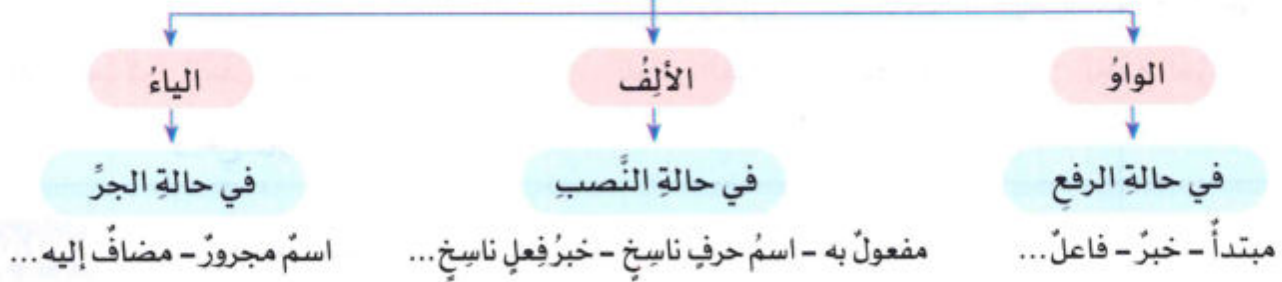 الواوُ الألِفُ الياءُ
في حالةِ الرفعِ في حالةِ النَّصبِ في حالةِ الجرِّ
مبتدأٌ – خبرٌ – فاعلٌ... مفعولٌ به – اسمُ حرفٍ ناسِخٍ – خبرُ فِعلٍ ناسِخٍ... اسمٌ مجرورٌ – مضافٌ إليه...